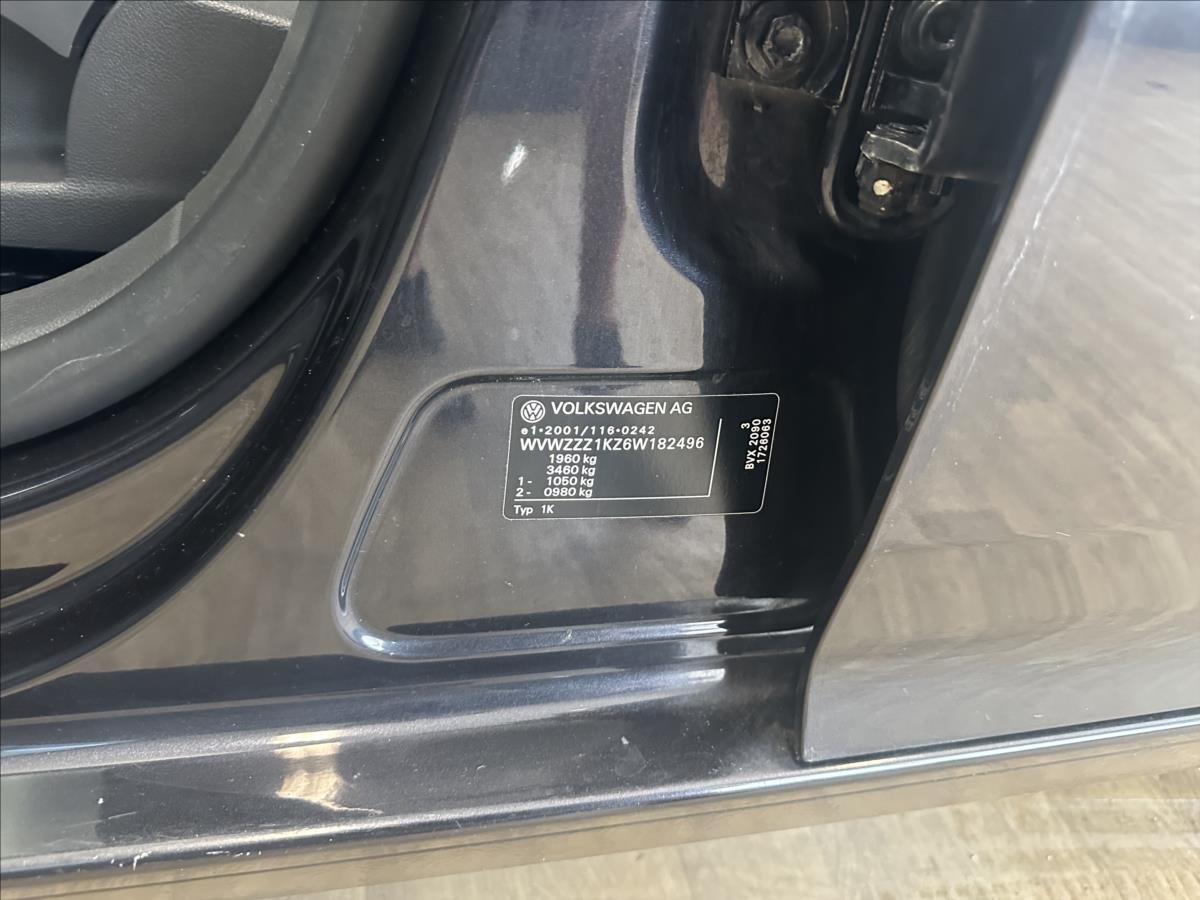 VOLKSWAGEN AG
e1*2001/116*0242
WVWZZZ1KZ6W182496
1960 kg
3460 kg
1 - 1050 kg
2 - 0980 kg
Typ 1K
3
BVX 2090
1726063